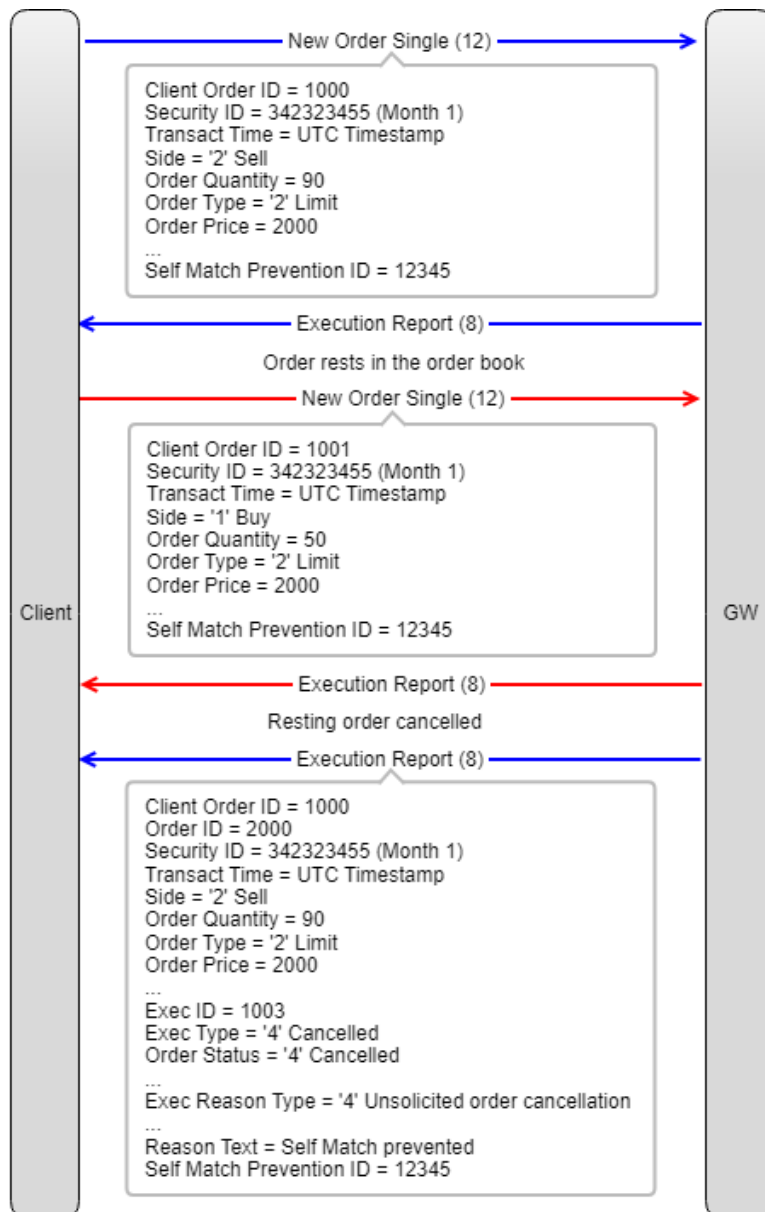 New Order Single (12)
Client Order ID = 1000
Security ID = 342323455 (Month 1)
Transact Time = UTC Timestamp
Side = '2' Sell
Order Quantity = 90
Order Type = '2' Limit
Order Price = 2000
...
Self Match Prevention ID = 12345
Execution Report (8)
Order rests in the order book
New Order Single (12)
Client Order ID = 1001
Security ID = 342323455 (Month 1)
Transact Time = UTC Timestamp
Side = '1' Buy
Order Quantity = 50
Order Type = '2' Limit
Order Price = 2000
...
Client
GW
Self Match Prevention ID = 12345
Execution Report (8)
Resting order cancelled
Execution Report (8)
Client Order ID = 1000
Order ID = 2000
Security ID = 342323455 (Month 1)
Transact Time = UTC Timestamp
Side = '2' Sell
Order Quantity = 90
Order Type = '2' Limit
Order Price = 2000
...
Exec ID = 1003
Exec Type = '4' Cancelled
Order Status = '4' Cancelled
...
Exec Reason Type = '4' Unsolicited order cancellation
...
Reason Text = Self Match prevented
Self Match Prevention ID = 12345